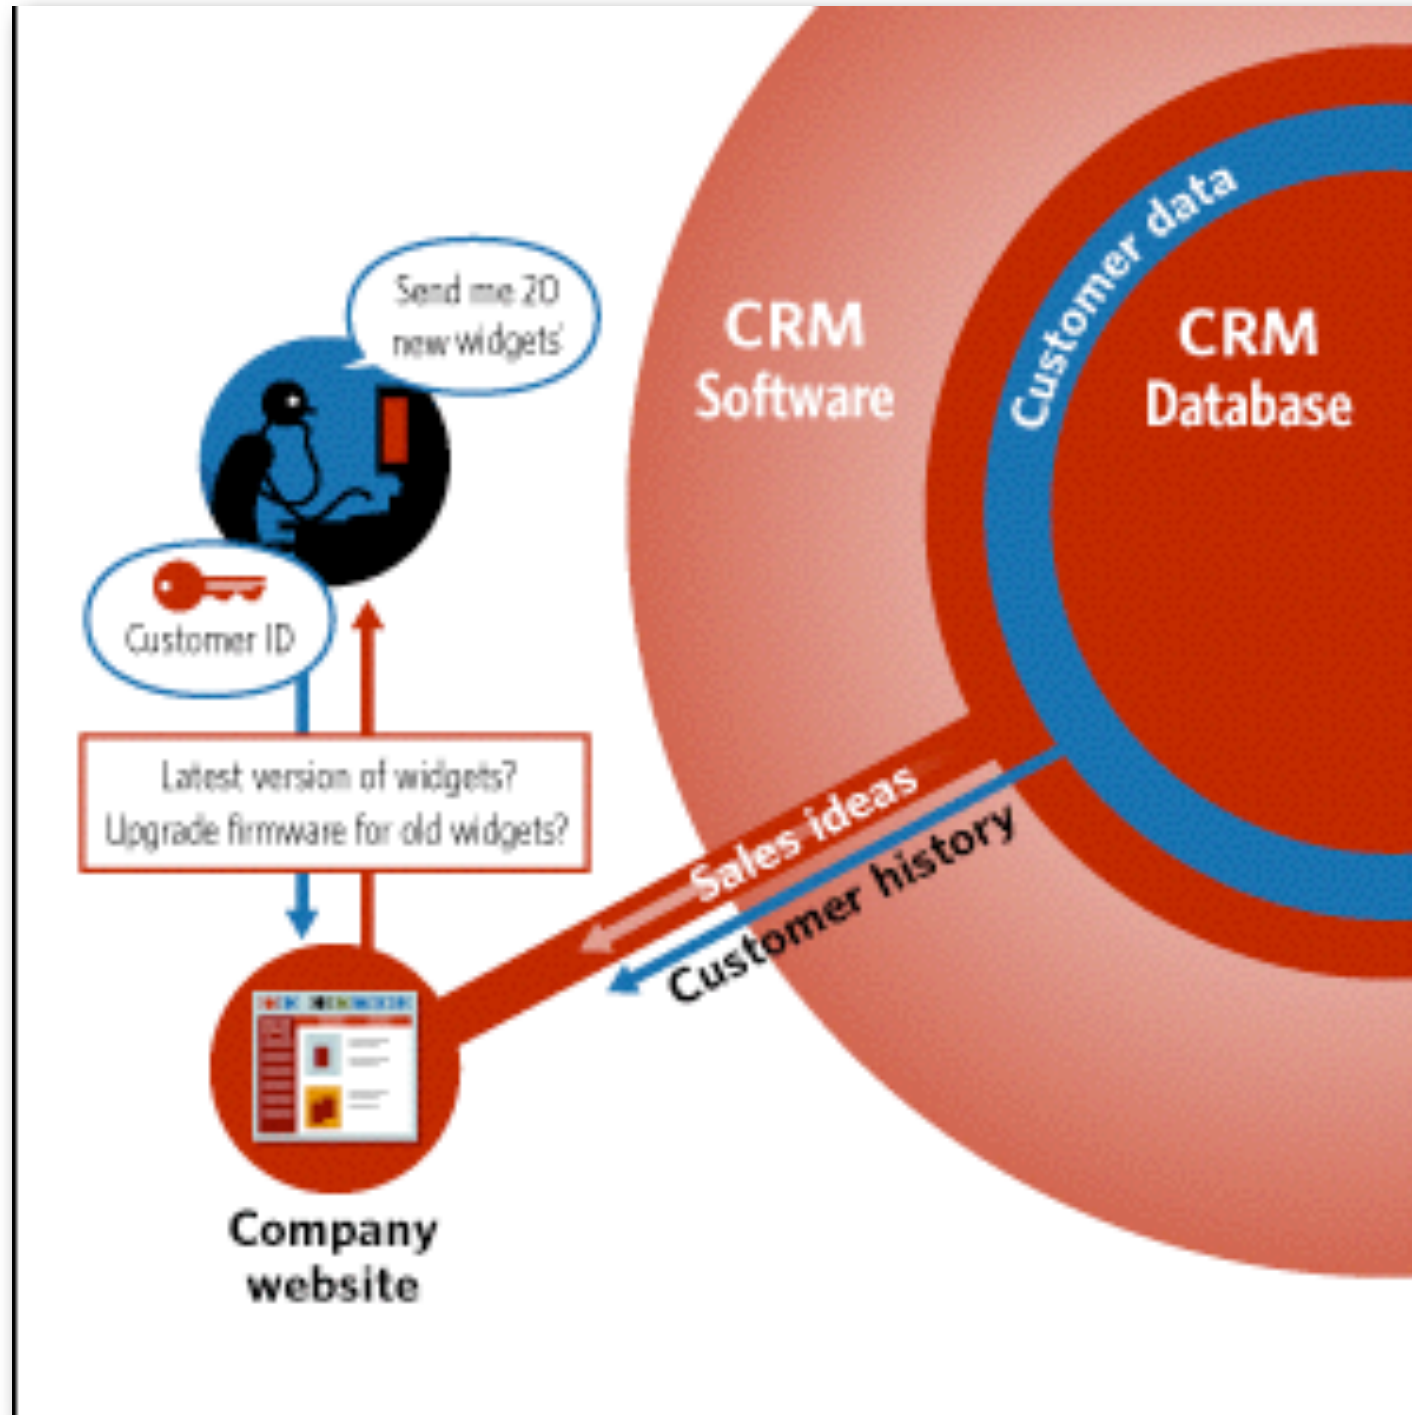 Send me 20
new widgets'
Customer ID
Latest version of widgets?
Upgrade firmware for old widgets?
Company
website
CRM
Software
Customer data
CRM
Database
Sales ideas
Customer history